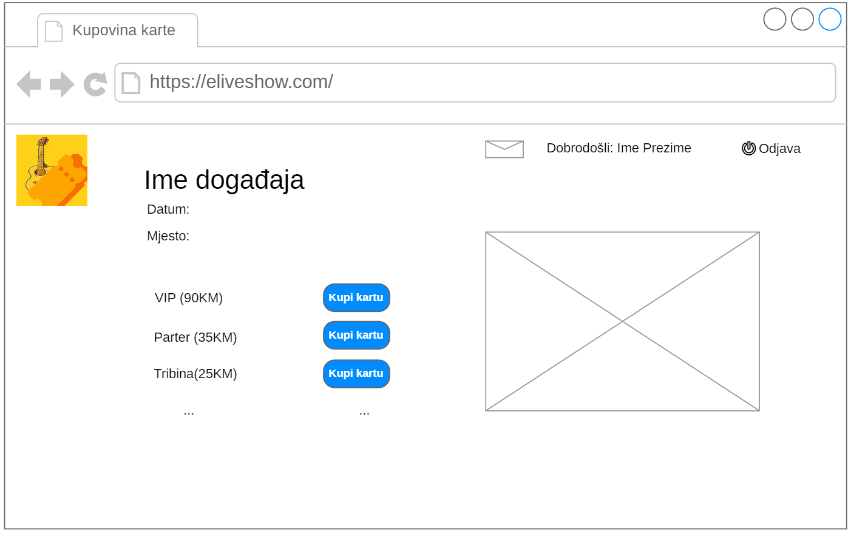 Kupovina karte
https://eliveshow.com/
Dobrodošli: Ime Prezime
Odjava
Ime događaja
Datum:
Mjesto:
VIP (90KM)
Kupi kartu
Parter (35KM)
Kupi kartu
Tribina(25KM)
Kupi kartu
...
...